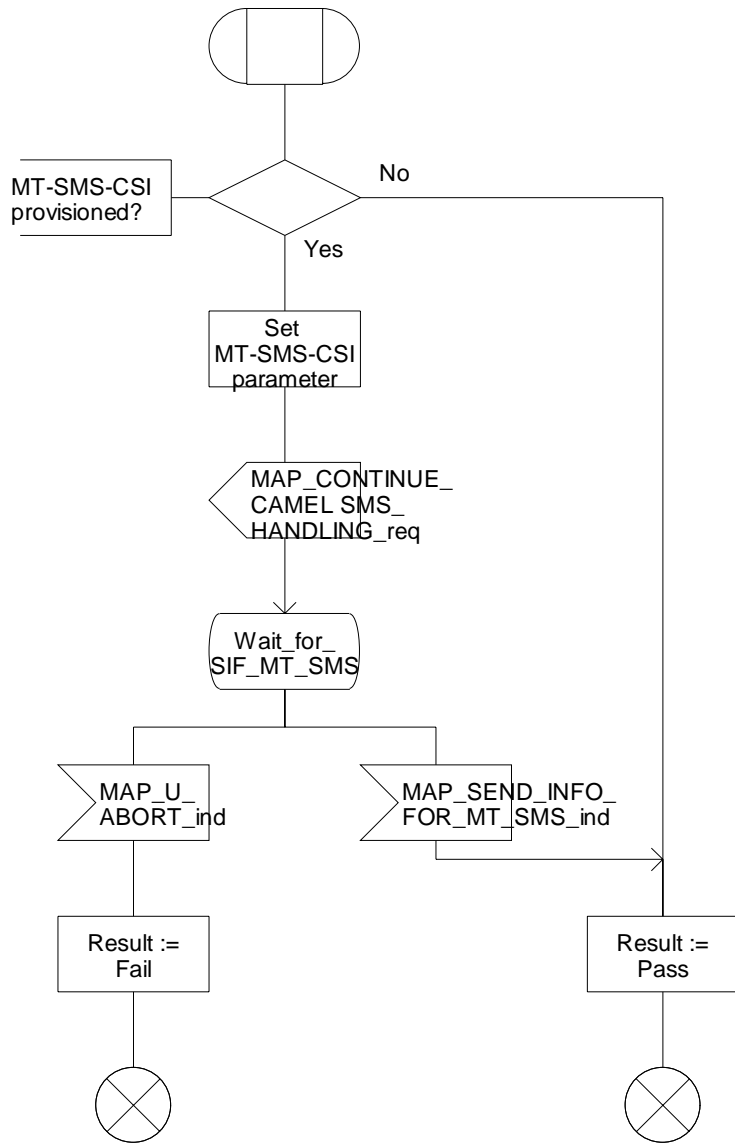 MT-SMS-CSI
provisioned?
No
Yes
Set
MT-SMS-CSI
parameter
MAP_CONTINUE_
CAMEL SMS_
HANDLING_req
Wait_for_
SIF_MT_SMS
MAP_U_
ABORT_ind
MAP_SEND_INFO_
FOR_MT_SMS_ind
Result :=
Fail
Result :=
Pass